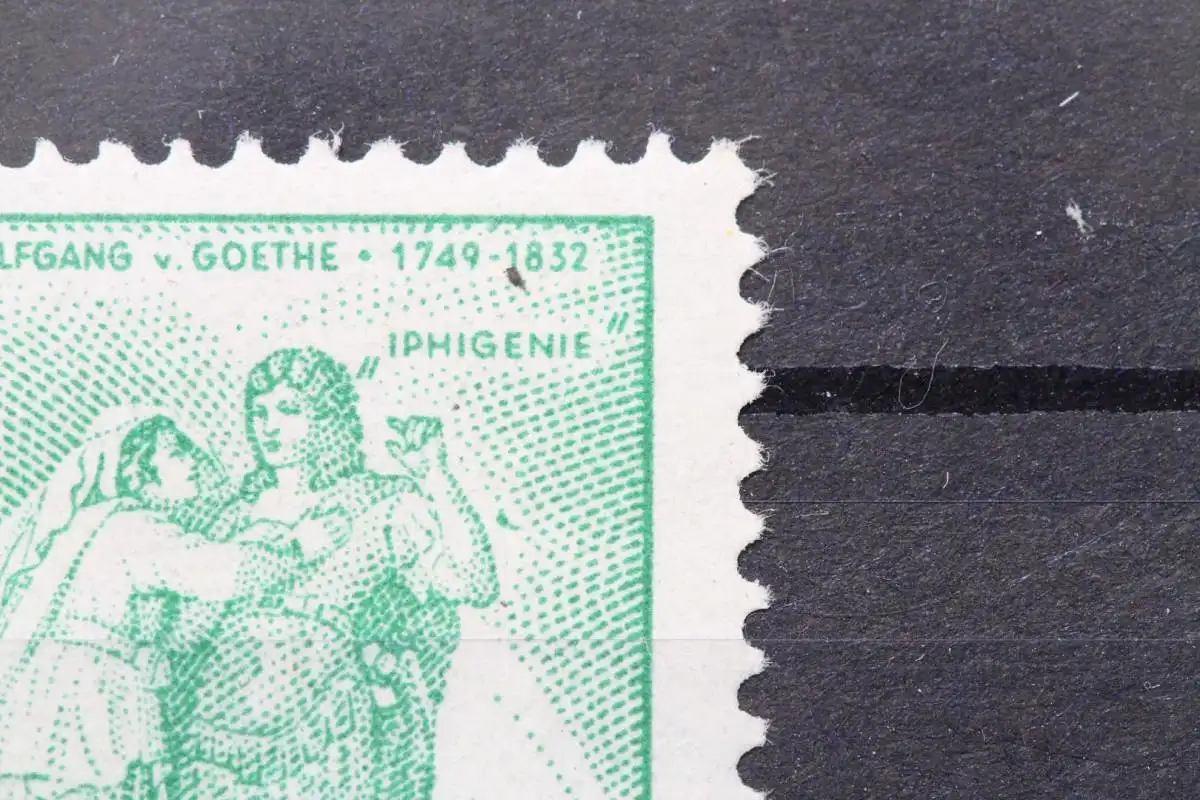 LFGANG v. GOETHE • 1749-1832
„IPHIGENIE"